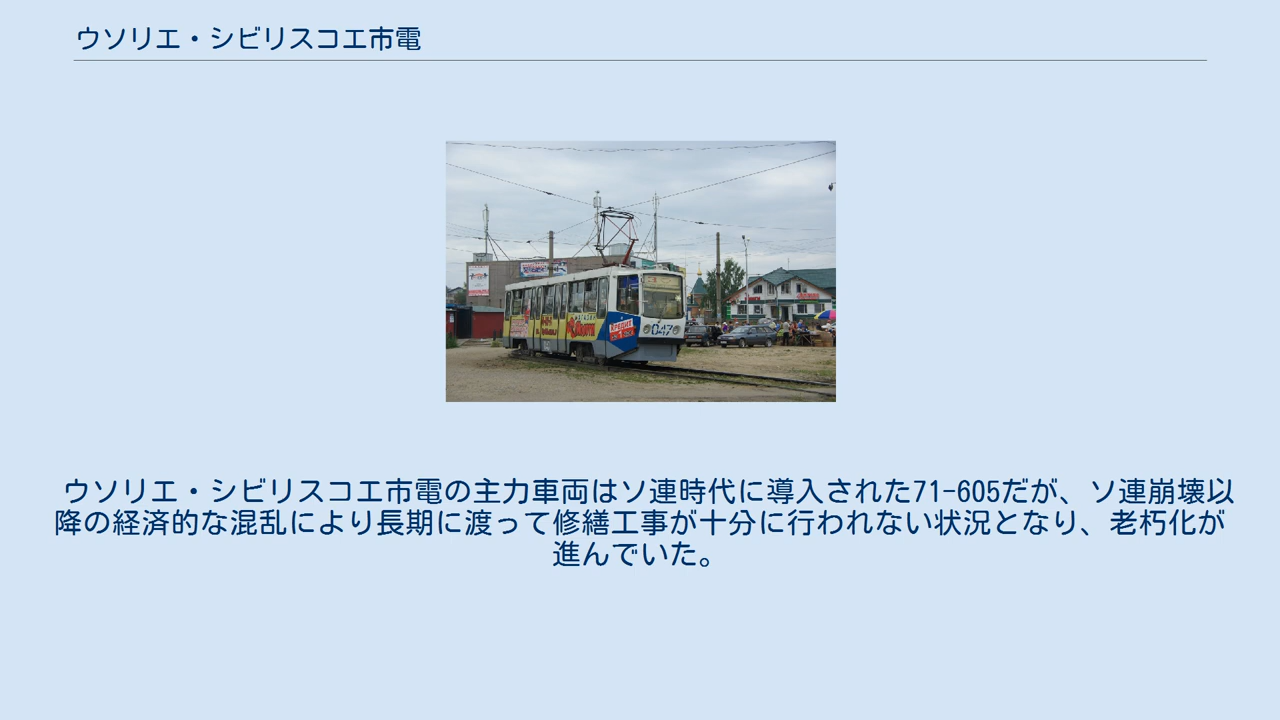 ウソリエ・シビリスコエ市電
047
ウソリエ・シビリスコエ市電の主力車両はソ連時代に導入された71-605だが、ソ連崩壊以
降の経済的な混乱により長期に渡って修繕工事が十分に行われない状況となり、老朽化が
進んでいた。